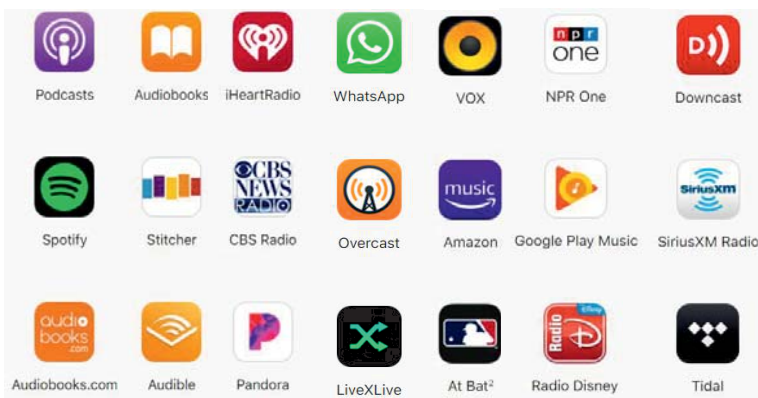 npr
one
D
Podcasts Audiobooks iHeartRadio WhatsApp VOX NPR One Downcast
CBS
NEWS
RADIO
music
SiriusXM
Spotify Stitcher CBS Radio Overcast Amazon Google Play Music SiriusXM Radio
audio
books
.com
Radio
Disney
D
Audiobooks.com Audible Pandora LiveXLive At Bat² Radio Disney Tidal